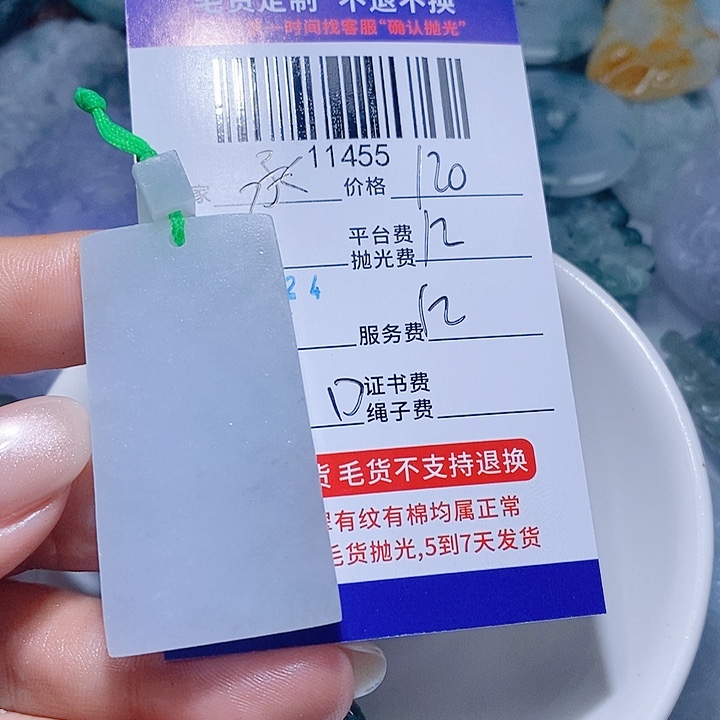 毛货定制 不退不换
一时间找客服“确认抛光”
11455
家 价格 120
平台费 12
抛光费
24
服务费 12
D 证书费
绳子费
货 毛货不支持退换
有纹有棉均属正常
毛货抛光,5到7天发货